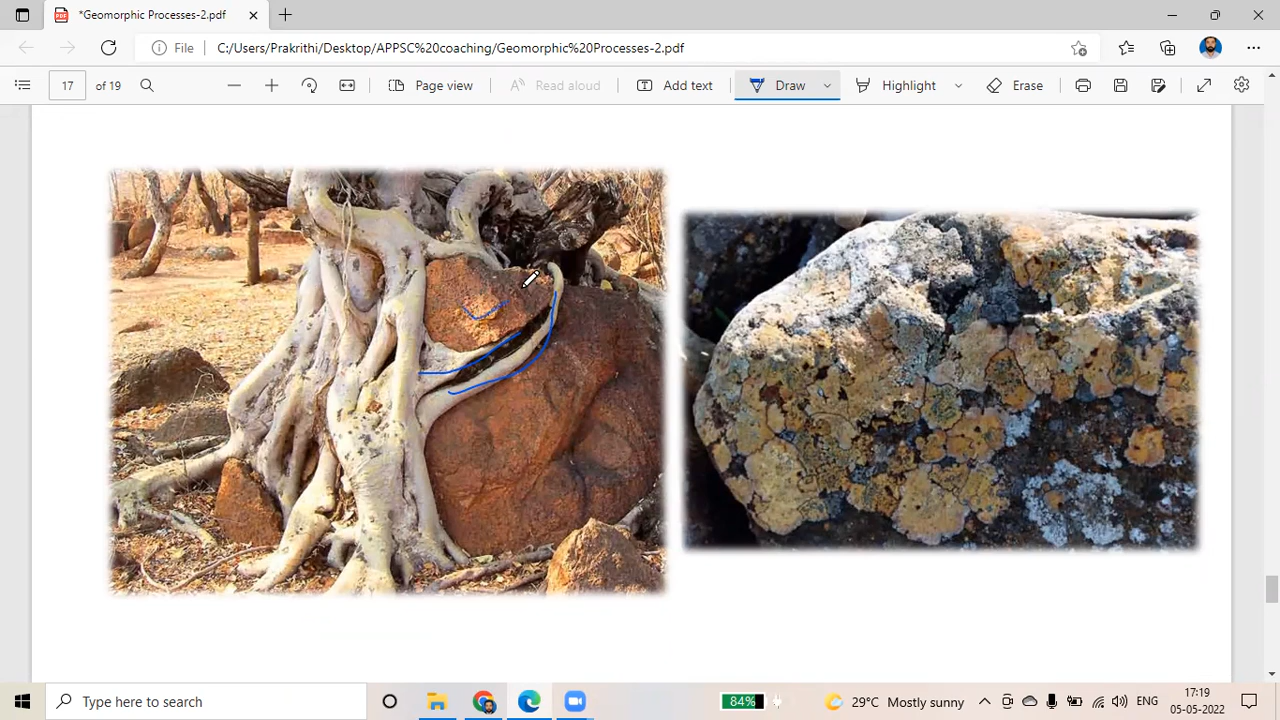 *Geomorphic Processes-2.pdf
File
C:/Users/Prakrithi/Desktop/APPSC%20coaching/Geomorphic%20Processes-2.pdf
17 of 19
Page view
Read aloud
Add text
Draw
Highlight
Erase
Type here to search
84%
29°C Mostly sunny
ENG
7:19
05-05-2022